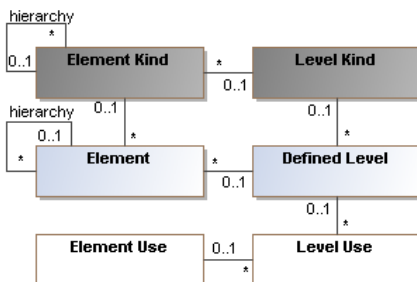 hierarchy
*
0..1
Element Kind
*
0..1
Level Kind
0..1
*
0..1
*
hierarchy
0..1
*
Element
*
0..1
Defined Level
0..1
*
Element Use
0..1
*
Level Use